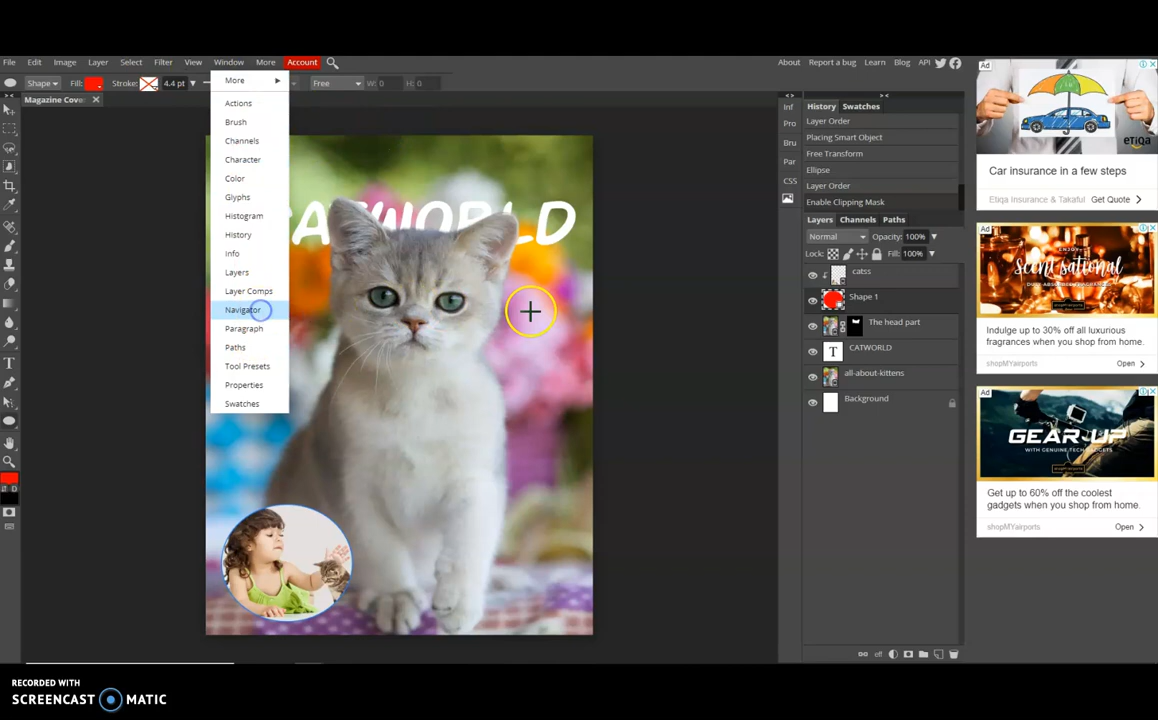 File Edit Image Layer Select Filter View Window More Account
About Report a bug Learn Blog API
Shape Fill: Stroke: 4.4 pt Free W: 0 H: 0
Magazine Cove
More
Actions
Brush
Channels
Character
Color
Glyphs
Histogram
History
Info
Layers
Layer Comps
Navigator
Paragraph
Paths
Tool Presets
Properties
Swatches
CATWORLD
Inf
Pro
Bru
Par
CSS
History Swatches
Layer Order
Placing Smart Object
Free Transform
Ellipse
Layer Order
Enable Clipping Mask
Layers Channels Paths
Normal Opacity: 100%
Lock: Fill: 100%
catss
Shape 1
The head part
T CATWORLD
all-about-kittens
Background
eff
Ad
etiQa
Car insurance in a few steps
Etiqa Insurance & Takaful Get Quote
Ad
scent sational
Indulge up to 30% off all luxurious
fragrances when you shop from
shopMYairports Open
Ad
GEAR UP
WITH GENUINE TECH GADGETS
Get up to 60% off the coolest
gadgets when you shop from
shopMYairports Open
RECORDED WITH
SCREENCAST MATIC